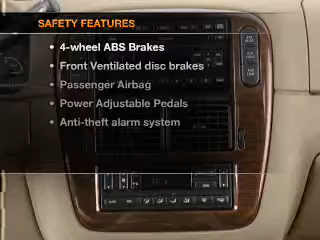 SAFETY FEATURES
• 4-wheel ABS Brakes
• Front Ventilated disc brakes
• Passenger Airbag
• Power Adjustable Pedals
• Anti-theft alarm system